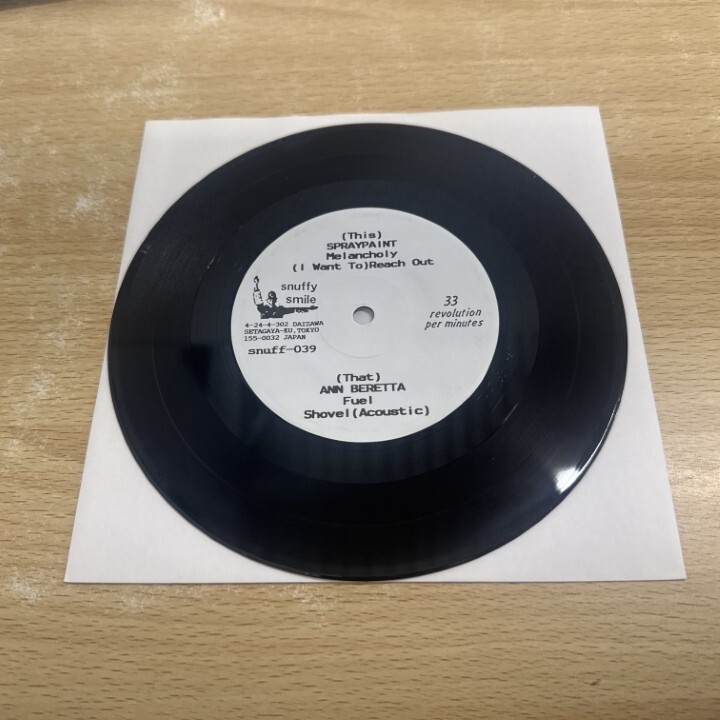 (This)
SPRAYPAINT
Melancholy
(I Want To)Reach Out
snuffy
smile
4-24-4-302 DAIZAWA
SETAGAYA-KU,TOKYO
155-0032 JAPAN
snuff-039
33
revolution
per minutes
(That)
ANN BERETTA
Fuel
Shovel(Acoustic)